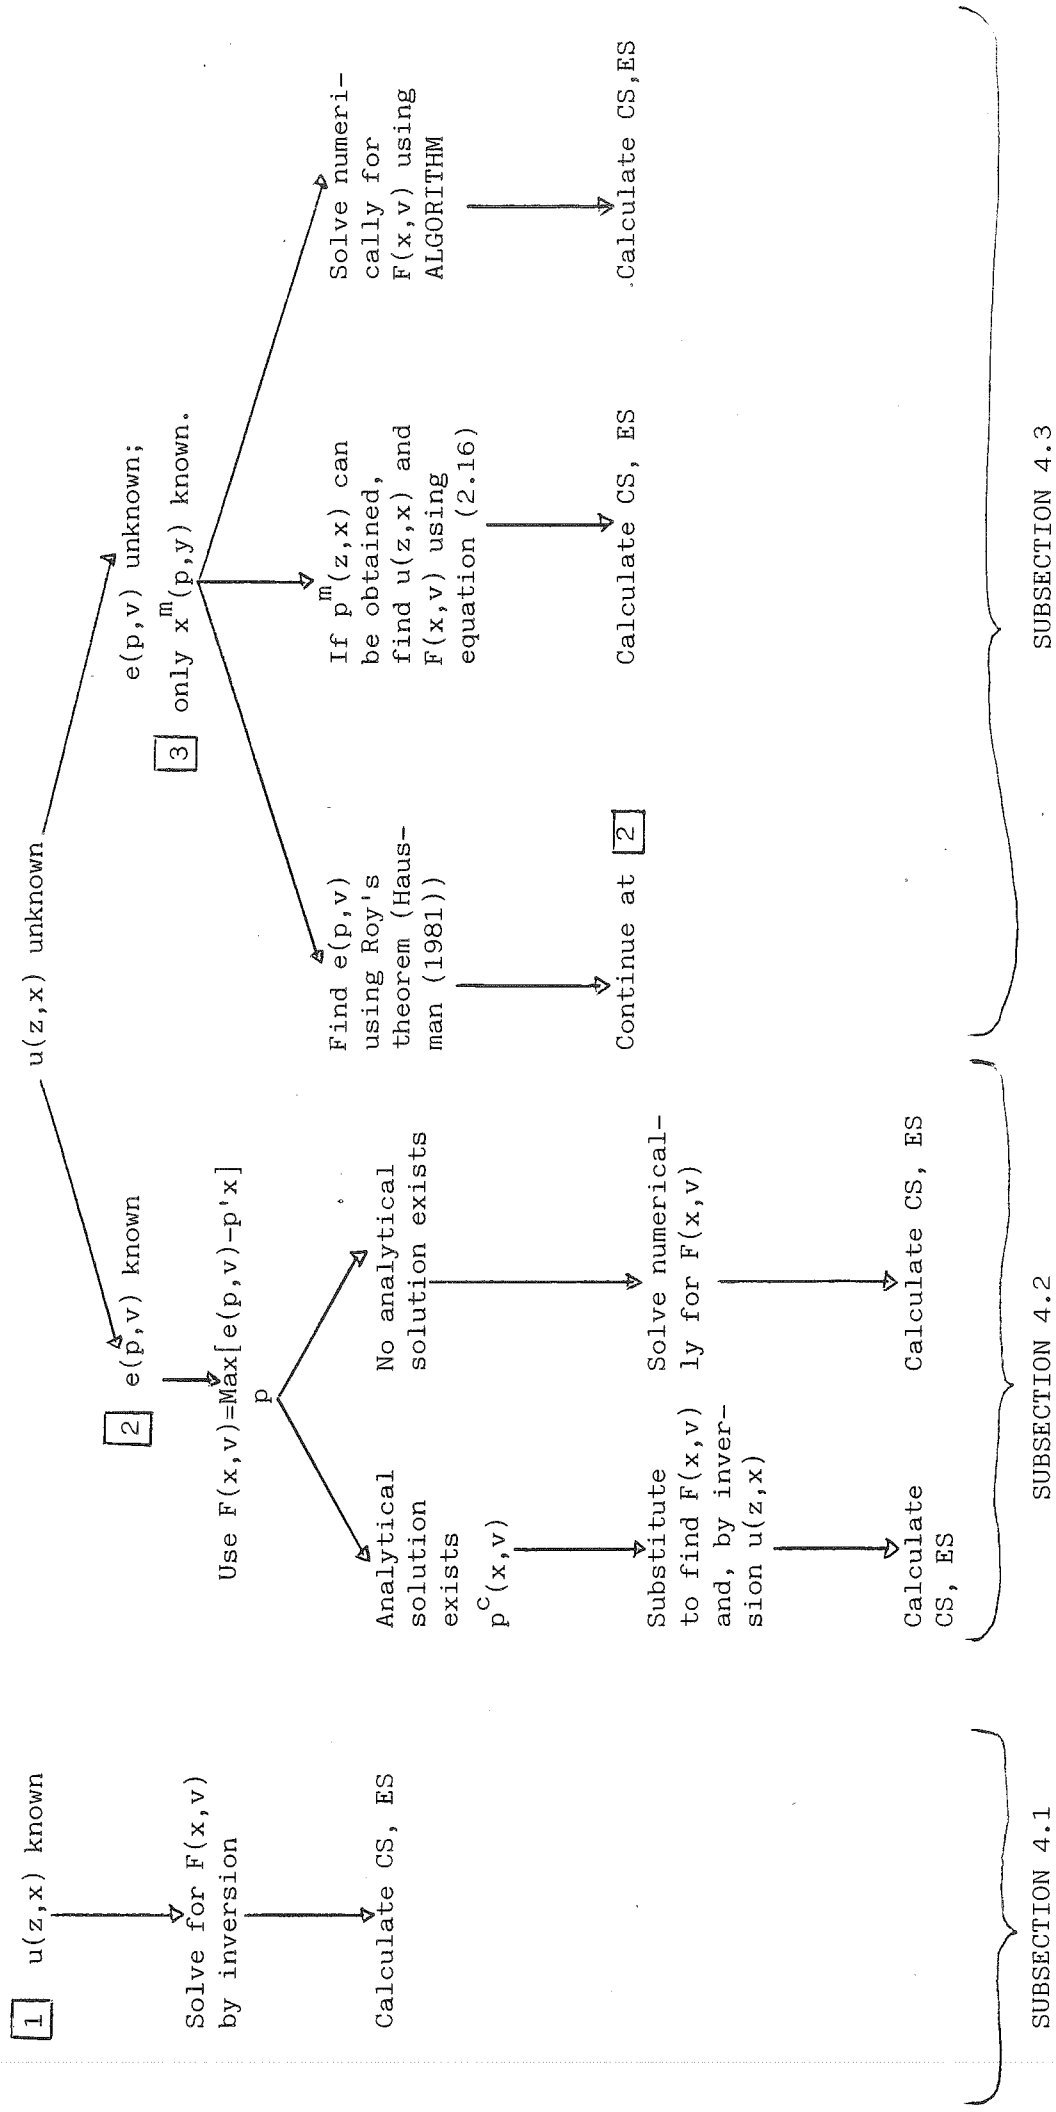 1 u(z,x) known
Solve for F(x,v)
by inversion
Calculate CS, ES
SUBSECTION 4.1
u(z,x) unknown
2 e(p,v) known
Use F(x,v)=Max[e(p,v)-p'x]
p
Analytical
solution
exists
p^c(x,v)
Substitute
to find F(x,v)
and, by inver-
sion u(z,x)
Calculate
CS, ES
No analytical
solution exists
Solve numerical-
ly for F(x,v)
Calculate CS, ES
SUBSECTION 4.2
e(p,v) unknown;
3 only x^m(p,y) known.
Find e(p,v)
using Roy's
theorem (Haus-
man (1981))
Continue at 2
If p^m(z,x) can
be obtained,
find u(z,x) and
F(x,v) using
equation (2.16)
Calculate CS, ES
Solve numeri-
cally for
F(x,v) using
ALGORITHM
Calculate CS,ES
SUBSECTION 4.3